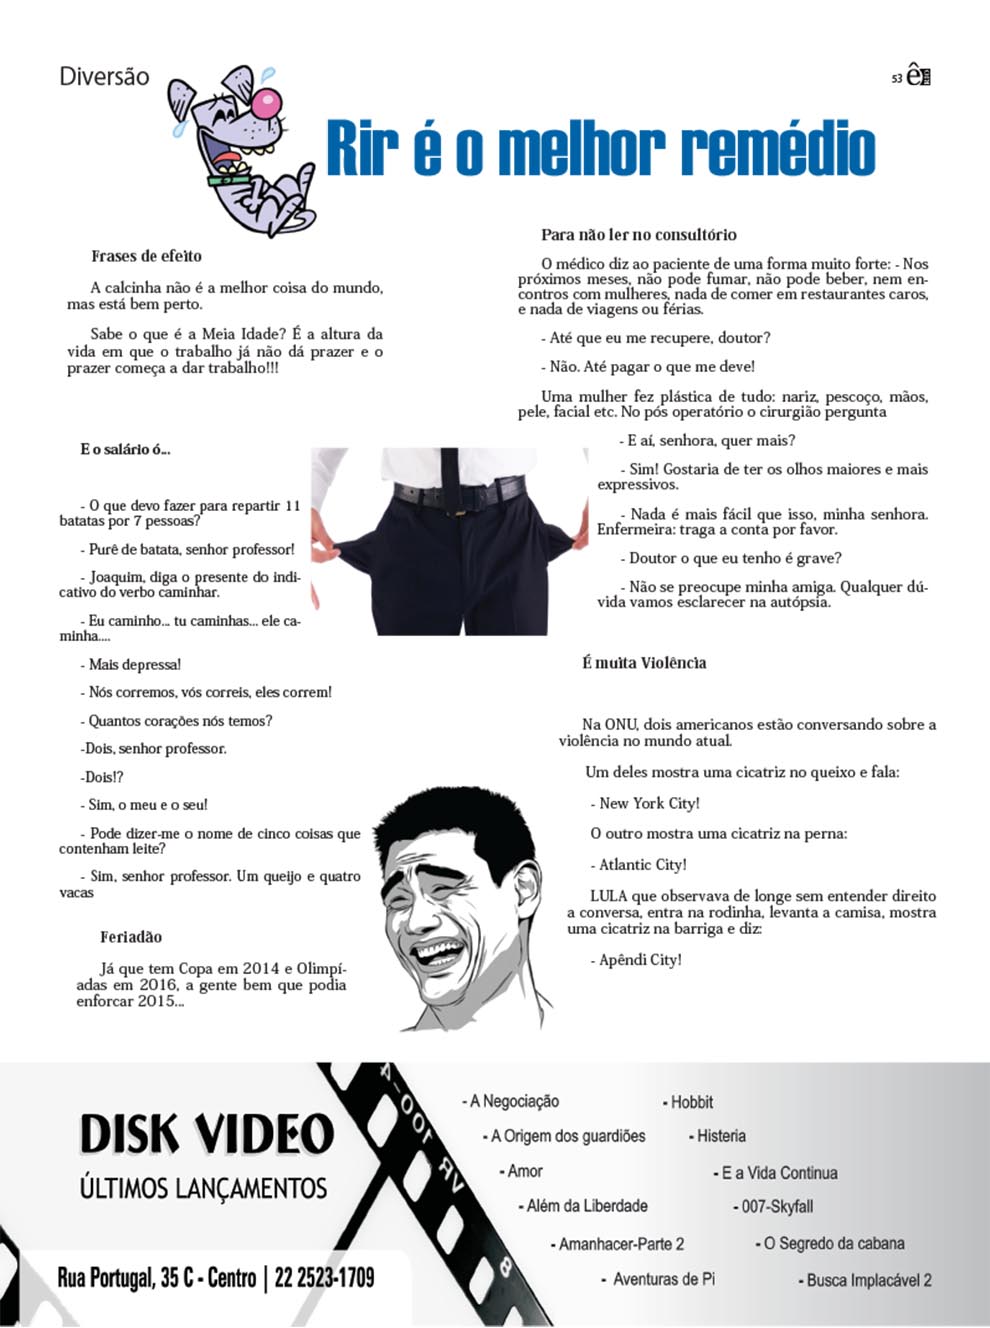 Diversão
53 ê
Rir é o melhor remédio
Frases de efeito
A calcinha não é a melhor coisa do mundo,
mas está bem perto.
Sabe o que é a Meia Idade? É a altura da
vida em que o trabalho já não dá prazer e o
prazer começa a dar trabalho!!!
E o salário ó...
- O que devo fazer para repartir 11
batatas por 7 pessoas?
- Purê de batata, senhor professor!
- Joaquim, diga o presente do indi-
cativo do verbo caminhar.
- Eu caminho... tu caminhas... ele ca-
minha....
- Mais depressa!
- Nós corremos, vós correis, eles correm!
- Quantos corações nós temos?
-Dois, senhor professor.
-Dois!?
- Sim, o meu e o seu!
- Pode dizer-me o nome de cinco coisas que
contenham leite?
- Sim, senhor professor. Um queijo e quatro
vacas
Feriadão
Já que tem Copa em 2014 e Olimpí-
adas em 2016, a gente bem que podia
enforcar 2015...
Para não ler no consultório
O médico diz ao paciente de uma forma muito forte: - Nos
próximos meses, não pode fumar, não pode beber, nem en-
contros com mulheres, nada de comer em restaurantes caros,
e nada de viagens ou férias.
- Até que eu me recupere, doutor?
- Não. Até pagar o que me deve!
Uma mulher fez plástica de tudo: nariz, pescoço, mãos,
pele, facial etc. No pós operatório o cirurgião pergunta
- E aí, senhora, quer mais?
- Sim! Gostaria de ter os olhos maiores e mais
expressivos.
- Nada é mais fácil que isso, minha senhora.
Enfermeira: traga a conta por favor.
- Doutor o que eu tenho é grave?
- Não se preocupe minha amiga. Qualquer dú-
vida vamos esclarecer na autópsia.
É muita Violência
Na ONU, dois americanos estão conversando sobre a
violência no mundo atual.
Um deles mostra uma cicatriz no queixo e fala:
- New York City!
O outro mostra uma cicatriz na perna:
- Atlantic City!
LULA que observava de longe sem entender direito
a conversa, entra na rodinha, levanta a camisa, mostra
uma cicatriz na barriga e diz:
- Apêndi City!
DISK VIDEO
ÚLTIMOS LANÇAMENTOS
Rua Portugal, 35 C - Centro | 22 2523-1709
- A Negociação
- A Origem dos guardiões
- Amor
- Além da Liberdade
- Amanhacer-Parte 2
- Aventuras de Pi
- Hobbit
- Histeria
- E a Vida Continua
- 007-Skyfall
- O Segredo da cabana
- Busca Implacável 2